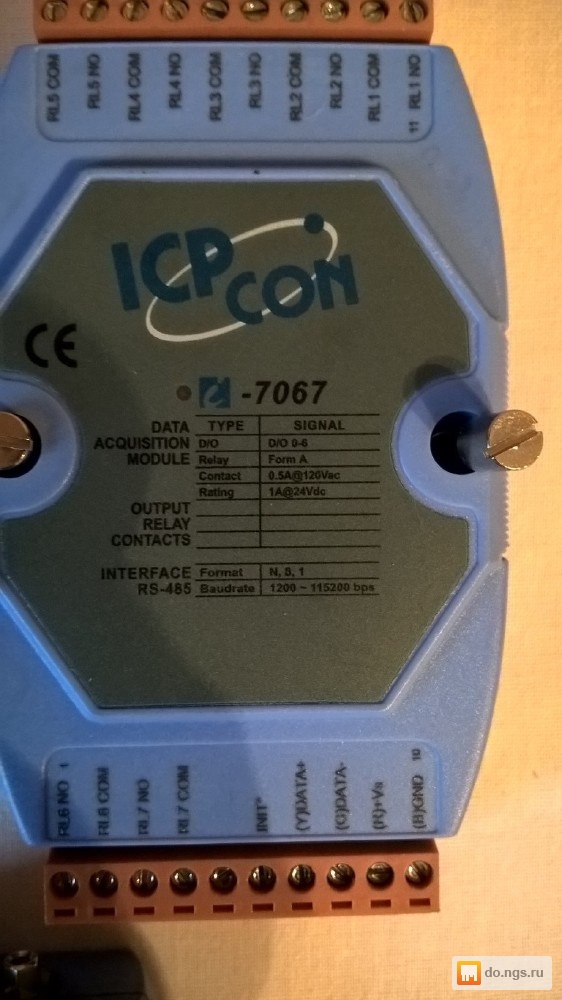 RL5 COM RL5 NO RL4 COM RL4 NO RL3 COM RL3 NO RL2 COM RL2 NO RL1 COM RL1 NO
11
ICP CON
CE
-7067
DATA ACQUISITION MODULE
TYPE SIGNAL
D/O D/O 0-6
Relay Form A
Contact 0.5A@120Vac
Rating 1A@24Vdc
OUTPUT
RELAY
CONTACTS
INTERFACE Format N, 8, 1
RS-485 Baudrate 1200 ~ 115200 bps
1 10
RL6 NO RL6 COM RL7 NO RL7 COM INIT* (Y)DATA+ (G)DATA- (R)+Vs (B)GND
do.ngs.ru